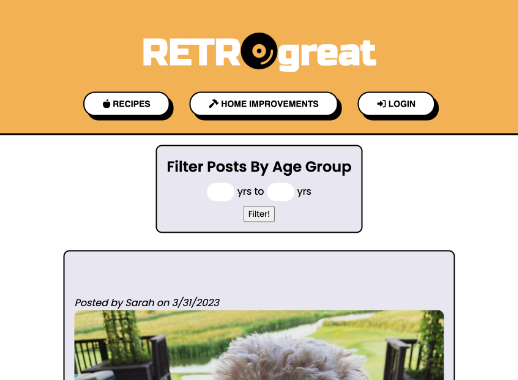 RETROgreat
RECIPES
HOME IMPROVEMENTS
LOGIN
Filter Posts By Age Group
yrs to yrs
Filter!
Posted by Sarah on 3/31/2023